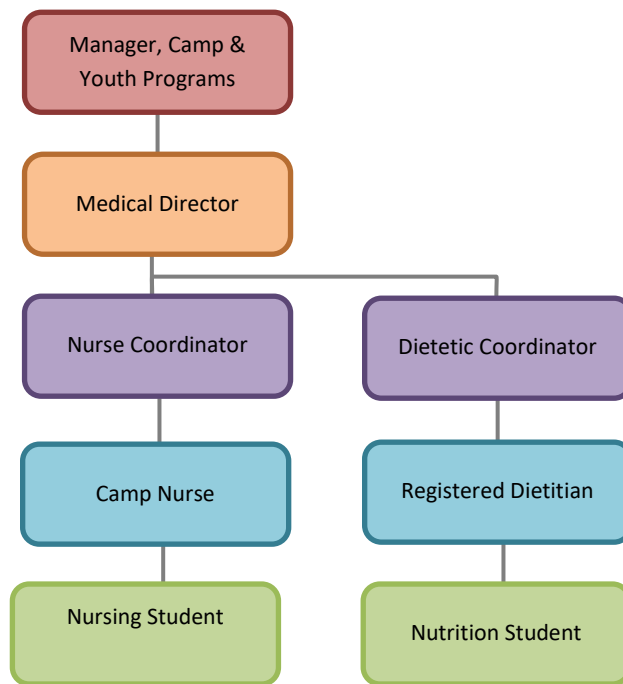 Manager, Camp &
Youth Programs
Medical Director
Nurse Coordinator
Dietetic Coordinator
Camp Nurse
Registered Dietitian
Nursing Student
Nutrition Student